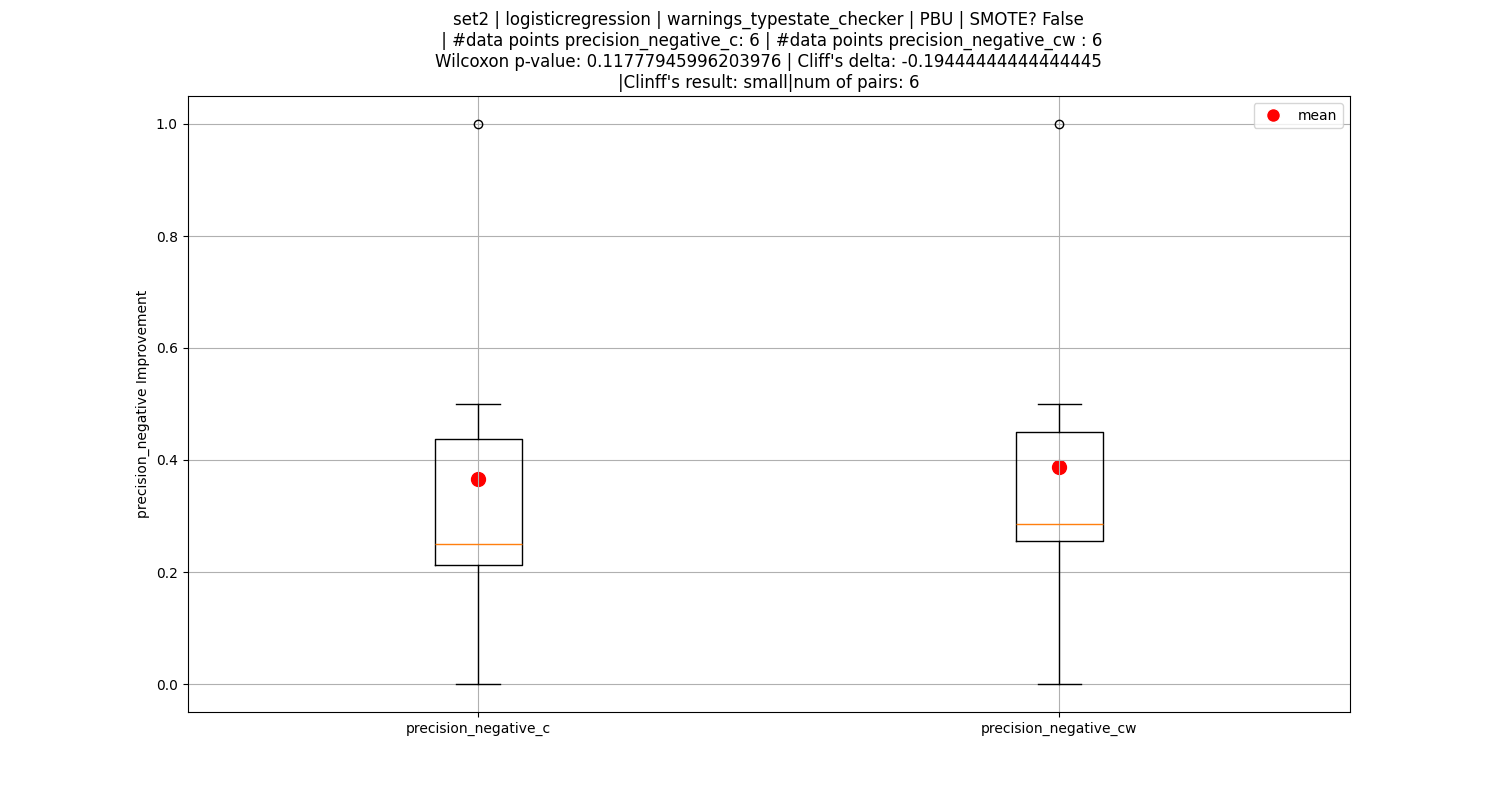 set2 | logisticregression | warnings_typestate_checker | PBU | SMOTE? False
| #data points precision_negative_c: 6 | #data points precision_negative_cw : 6
Wilcoxon p-value: 0.11777945996203976 | Cliff's delta: -0.19444444444444445
|Clinff's result: small|num of pairs: 6
mean
1.0
0.8
0.6
0.4
0.2
0.0
precision_negative Improvement
precision_negative_c
precision_negative_cw